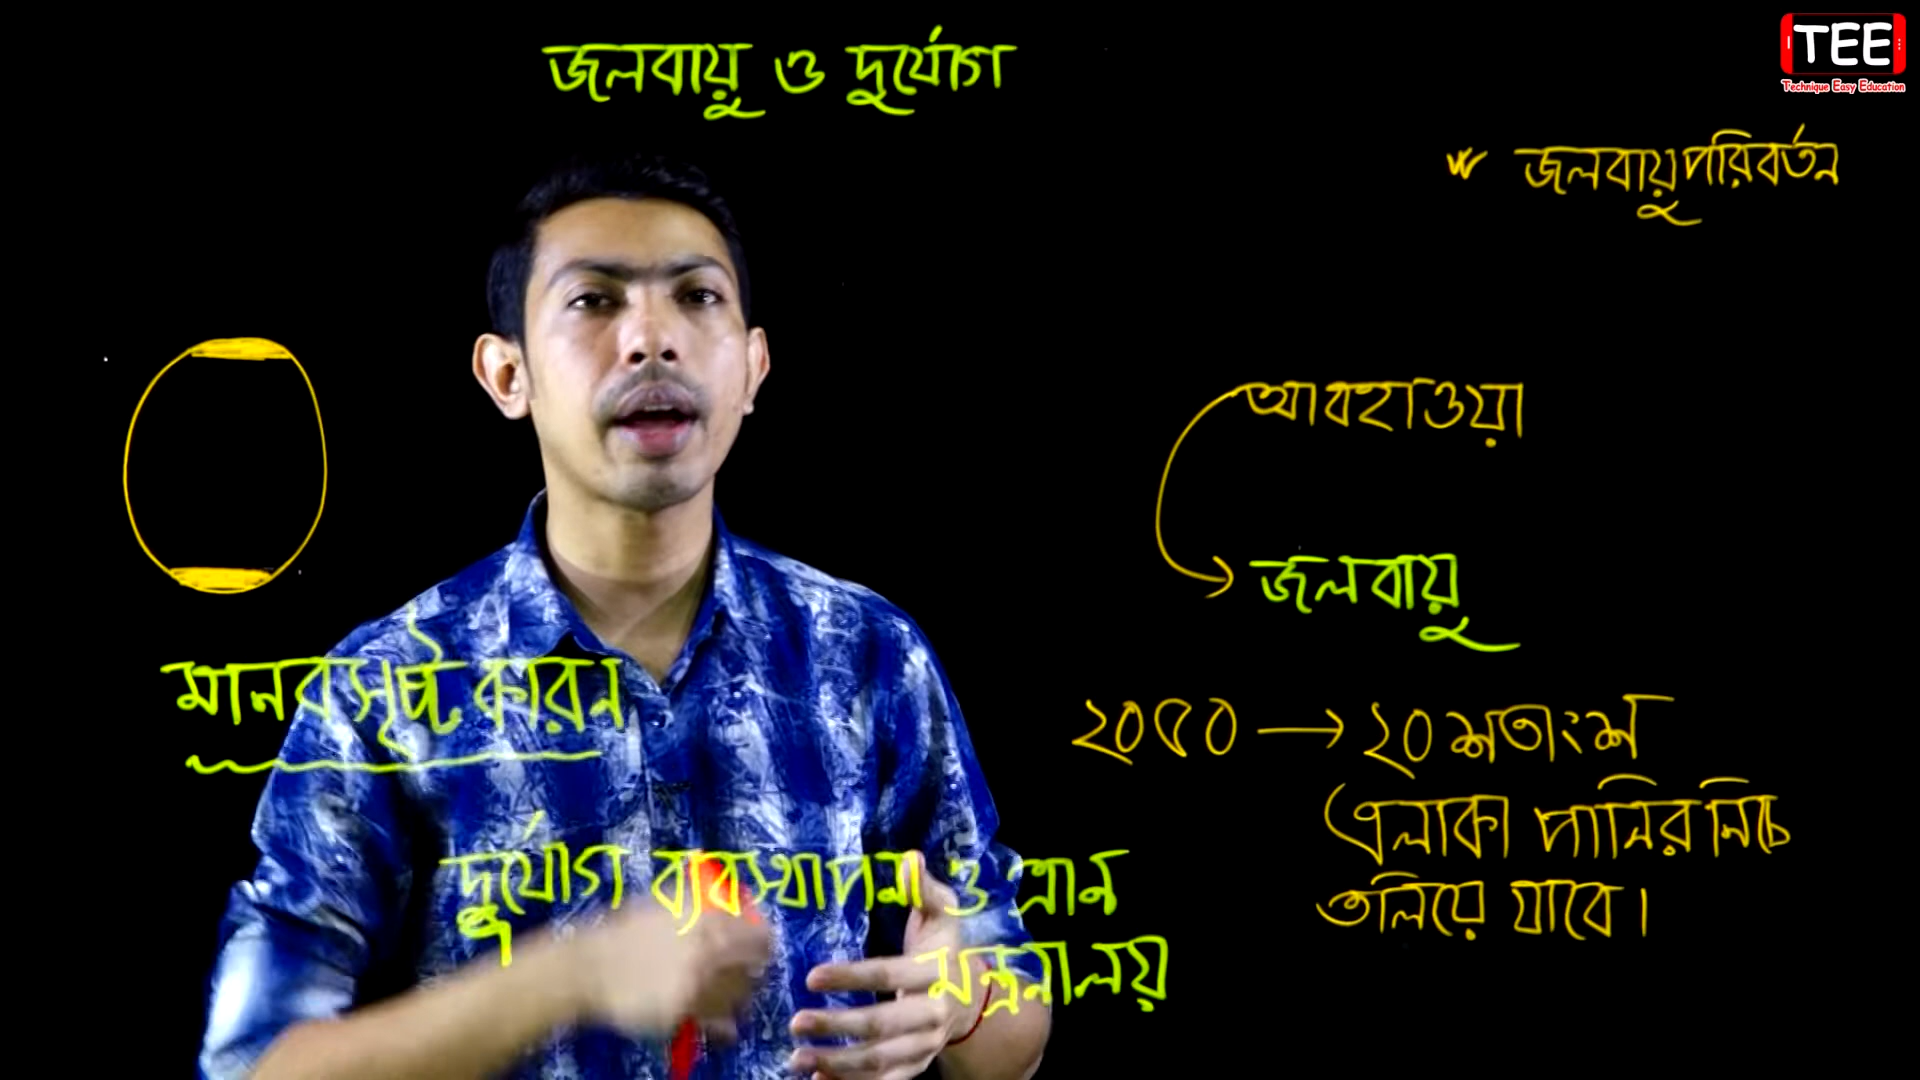 জলবায়ু ও দুর্যোগ
TEE
Technique Easy Education
জলবায়ু পরিবর্তন
আবহাওয়া
জলবায়ু
মানবসৃষ্ট কারন
২০৫০ → ২০ শতাংশ
এলাকা পানির নিচে
তলিয়ে যাবে।
দুর্যোগ ব্যবস্থাপনা ও ত্রান
মন্ত্রনালয়